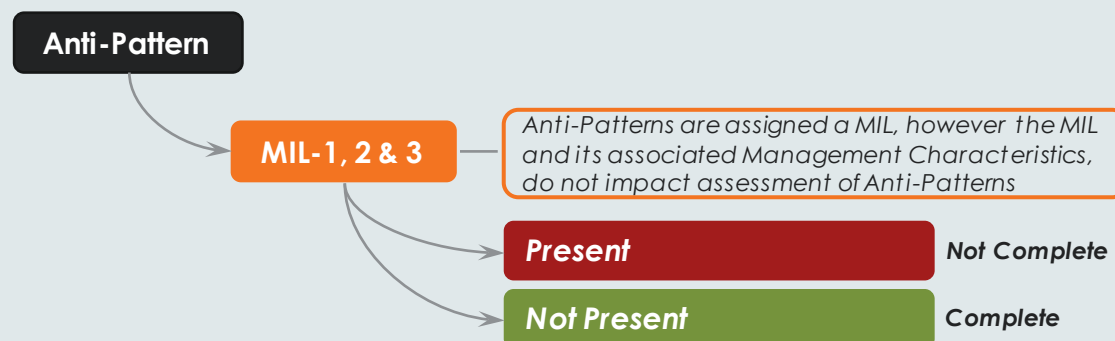 Anti-Pattern
MIL-1, 2 & 3
Anti-Patterns are assigned a MIL, however the MIL
and its associated Management Characteristics,
do not impact assessment of Anti-Patterns
Present
Not Complete
Not Present
Complete